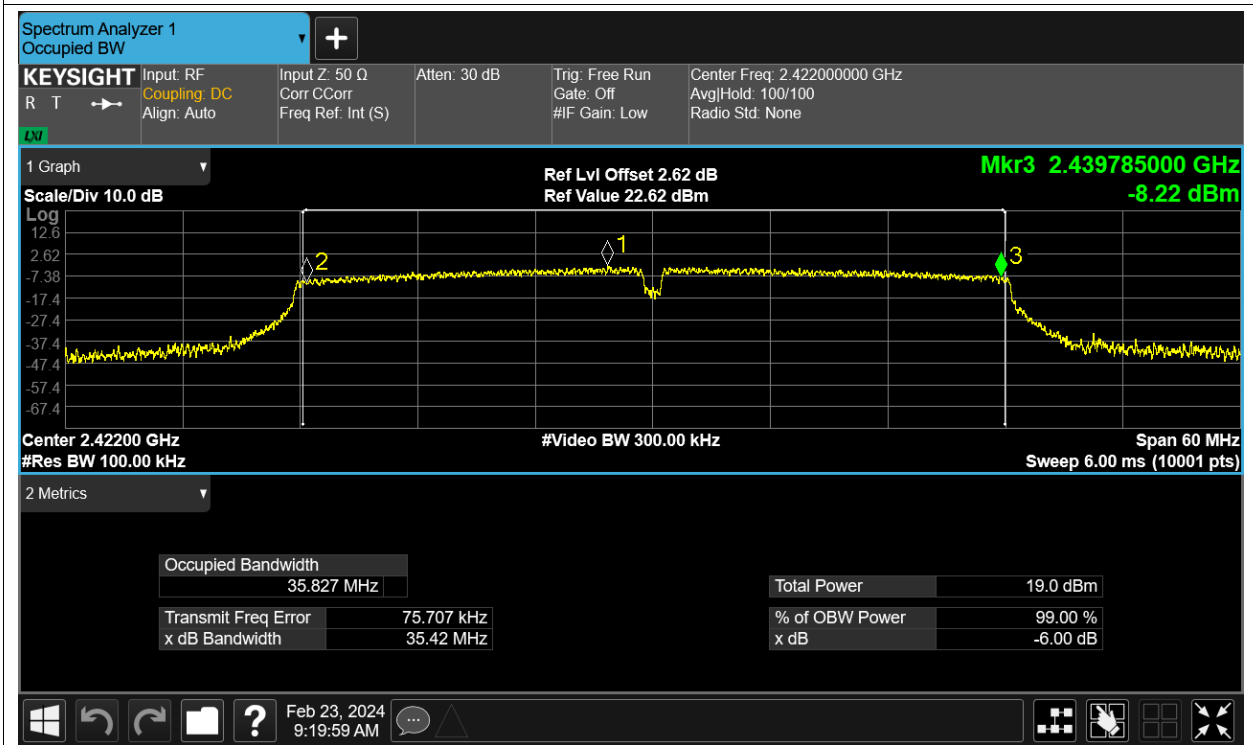 Spectrum Analyzer 1
Occupied BW
+
KEYSIGHT
R T
LXI
Input: RF
Coupling: DC
Align: Auto
Input Z: 50 Ω
Corr CCorr
Freq Ref: Int (S)
Atten: 30 dB
Trig: Free Run
Gate: Off
#IF Gain: Low
Center Freq: 2.422000000 GHz
Avg|Hold: 100/100
Radio Std: None
1 Graph
Scale/Div 10.0 dB
Ref Lvl Offset 2.62 dB
Ref Value 22.62 dBm
Mkr3 2.439785000 GHz
-8.22 dBm
Log
12.6
2.62
-7.38
-17.4
-27.4
-37.4
-47.4
-57.4
-67.4
2
1
3
Center 2.42200 GHz
#Res BW 100.00 kHz
#Video BW 300.00 kHz
Span 60 MHz
Sweep 6.00 ms (10001 pts)
2 Metrics
Occupied Bandwidth
35.827 MHz
Transmit Freq Error 75.707 kHz
x dB Bandwidth 35.42 MHz
Total Power 19.0 dBm
% of OBW Power 99.00 %
x dB -6.00 dB
?
Feb 23, 2024
9:19:59 AM